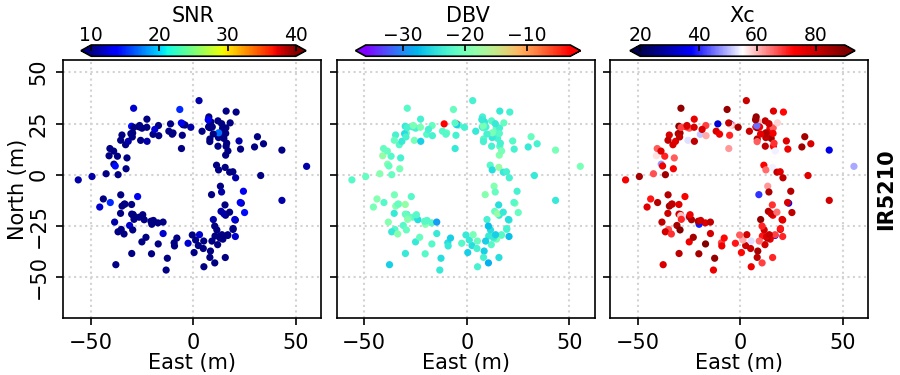 SNR DBV Xc
10 20 30 40 −30 −20 −10 20 40 60 80
50
25
0
−25
−50
North (m)
IR5210
−50 0 50 −50 0 50 −50 0 50
East (m) East (m) East (m)